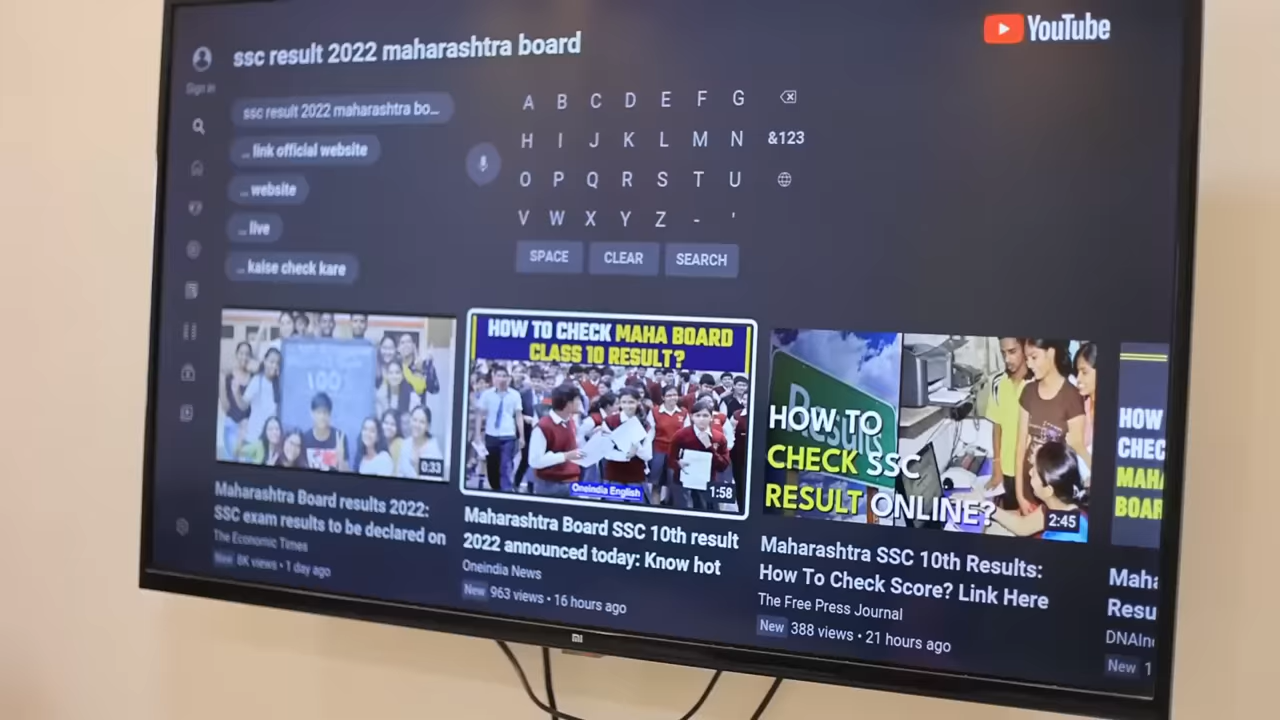 YouTube
ssc result 2022 maharashtra board
Sign in
ssc result 2022 maharashtra bo...
... link official website
... website
... live
... kaise check kare
A B C D E F G
H I J K L M N &123
O P Q R S T U
V W X Y Z - '
SPACE CLEAR SEARCH
100
0:33
Maharashtra Board results 2022:
SSC exam results to be declared on
The Economic Times
New 8K views • 1 day ago
HOW TO CHECK MAHA BOARD
CLASS 10 RESULT?
Oneindia English
1:58
Maharashtra Board SSC 10th result
2022 announced today: Know hot
Oneindia News
New 963 views • 16 hours ago
Results
HOW TO
CHECK SSC
RESULT ONLINE?
2:45
Maharashtra SSC 10th Results:
How To Check Score? Link Here
The Free Press Journal
New 388 views • 21 hours ago
HOW
CHEC
MAHA
BOAR
Maha
Resu
DNAIn
New 1
mi